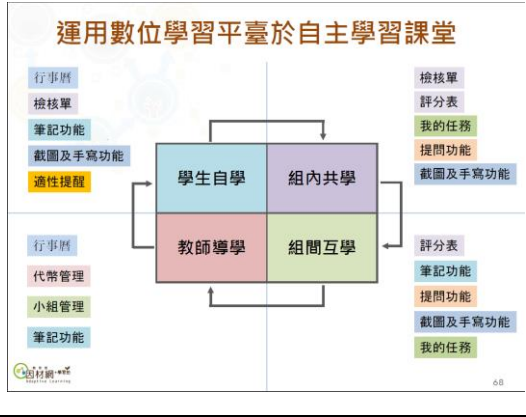 運用數位學習平臺於自主學習課堂
行事曆
檢核單
筆記功能
截圖及手寫功能
適性提醒
檢核單
評分表
我的任務
提問功能
截圖及手寫功能
學生自學
組內共學
教師導學
組間互學
行事曆
代幣管理
小組管理
筆記功能
評分表
筆記功能
提問功能
截圖及手寫功能
我的任務
因材網
Adaptive Learning
68